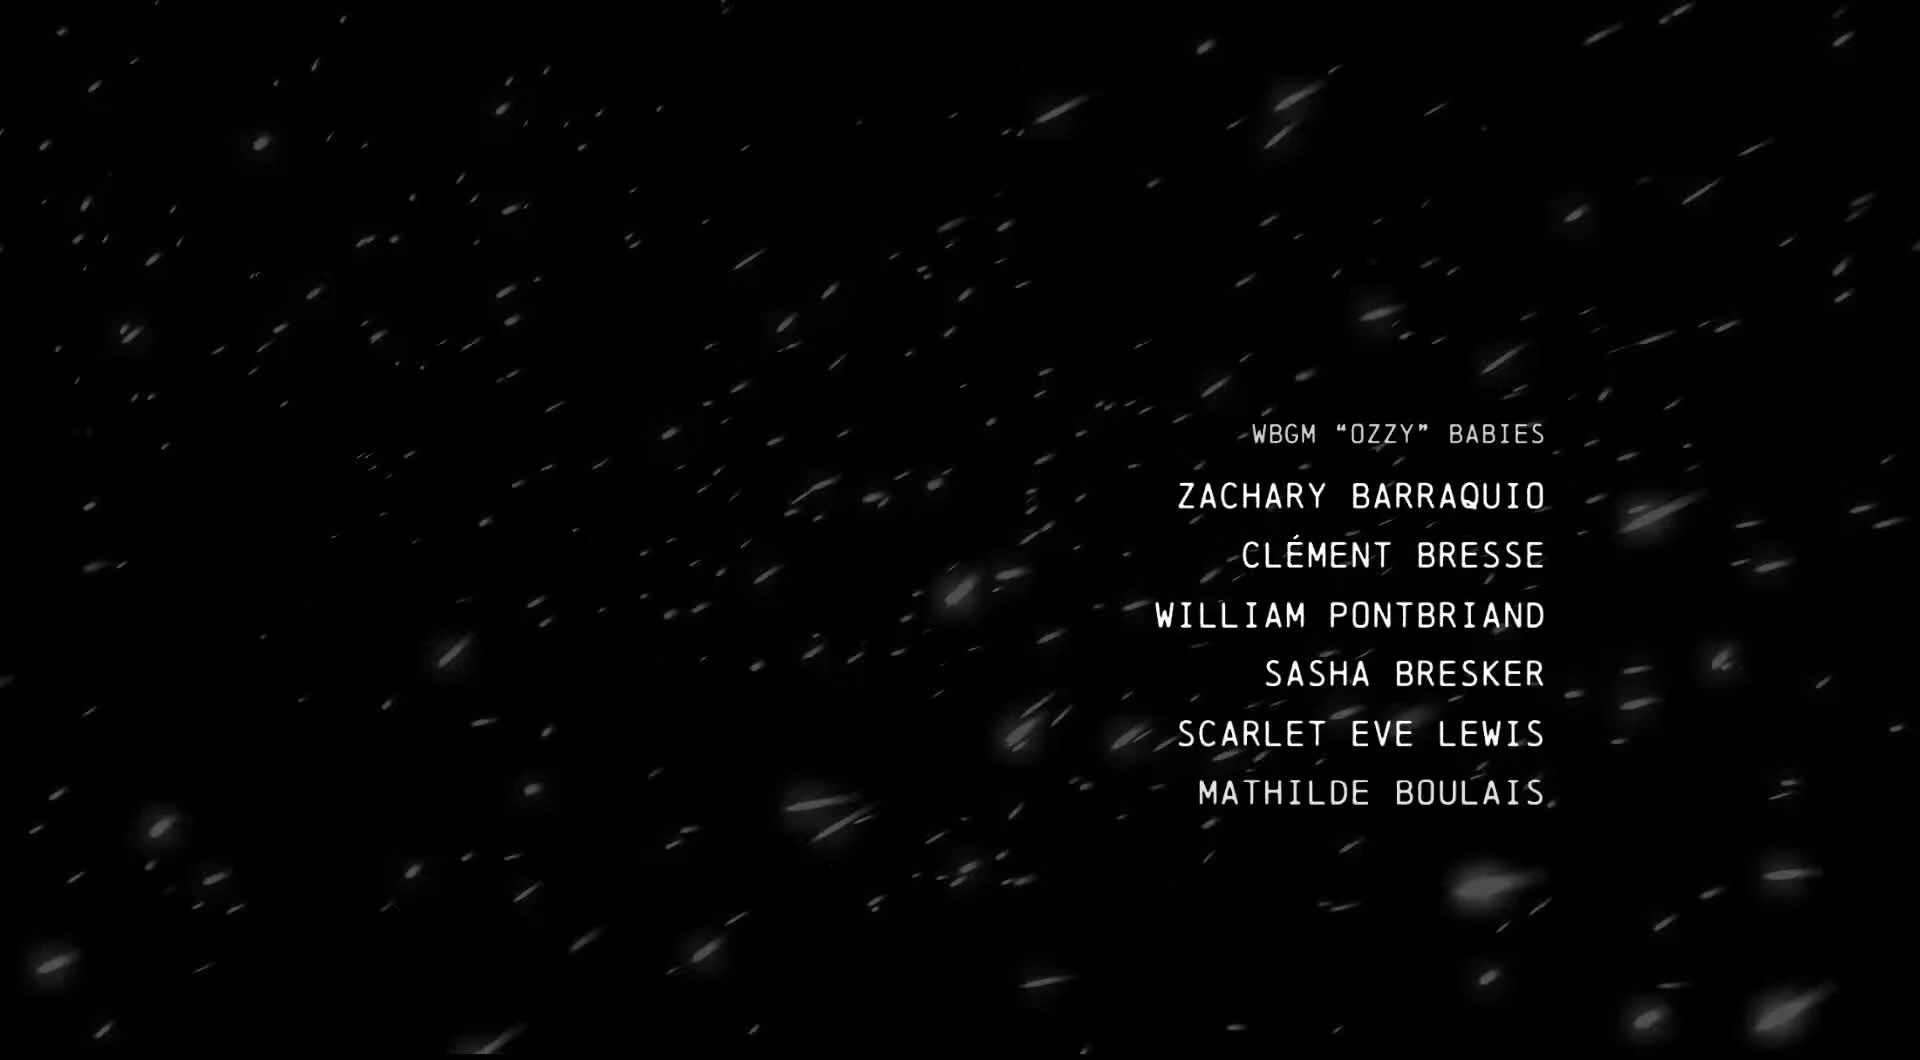 WBGM “OZZY” BABIES
ZACHARY BARRAQUIO
CLÉMENT BRESSE
WILLIAM PONTBRIAND
SASHA BRESKER
SCARLET EVE LEWIS
MATHILDE BOULAIS